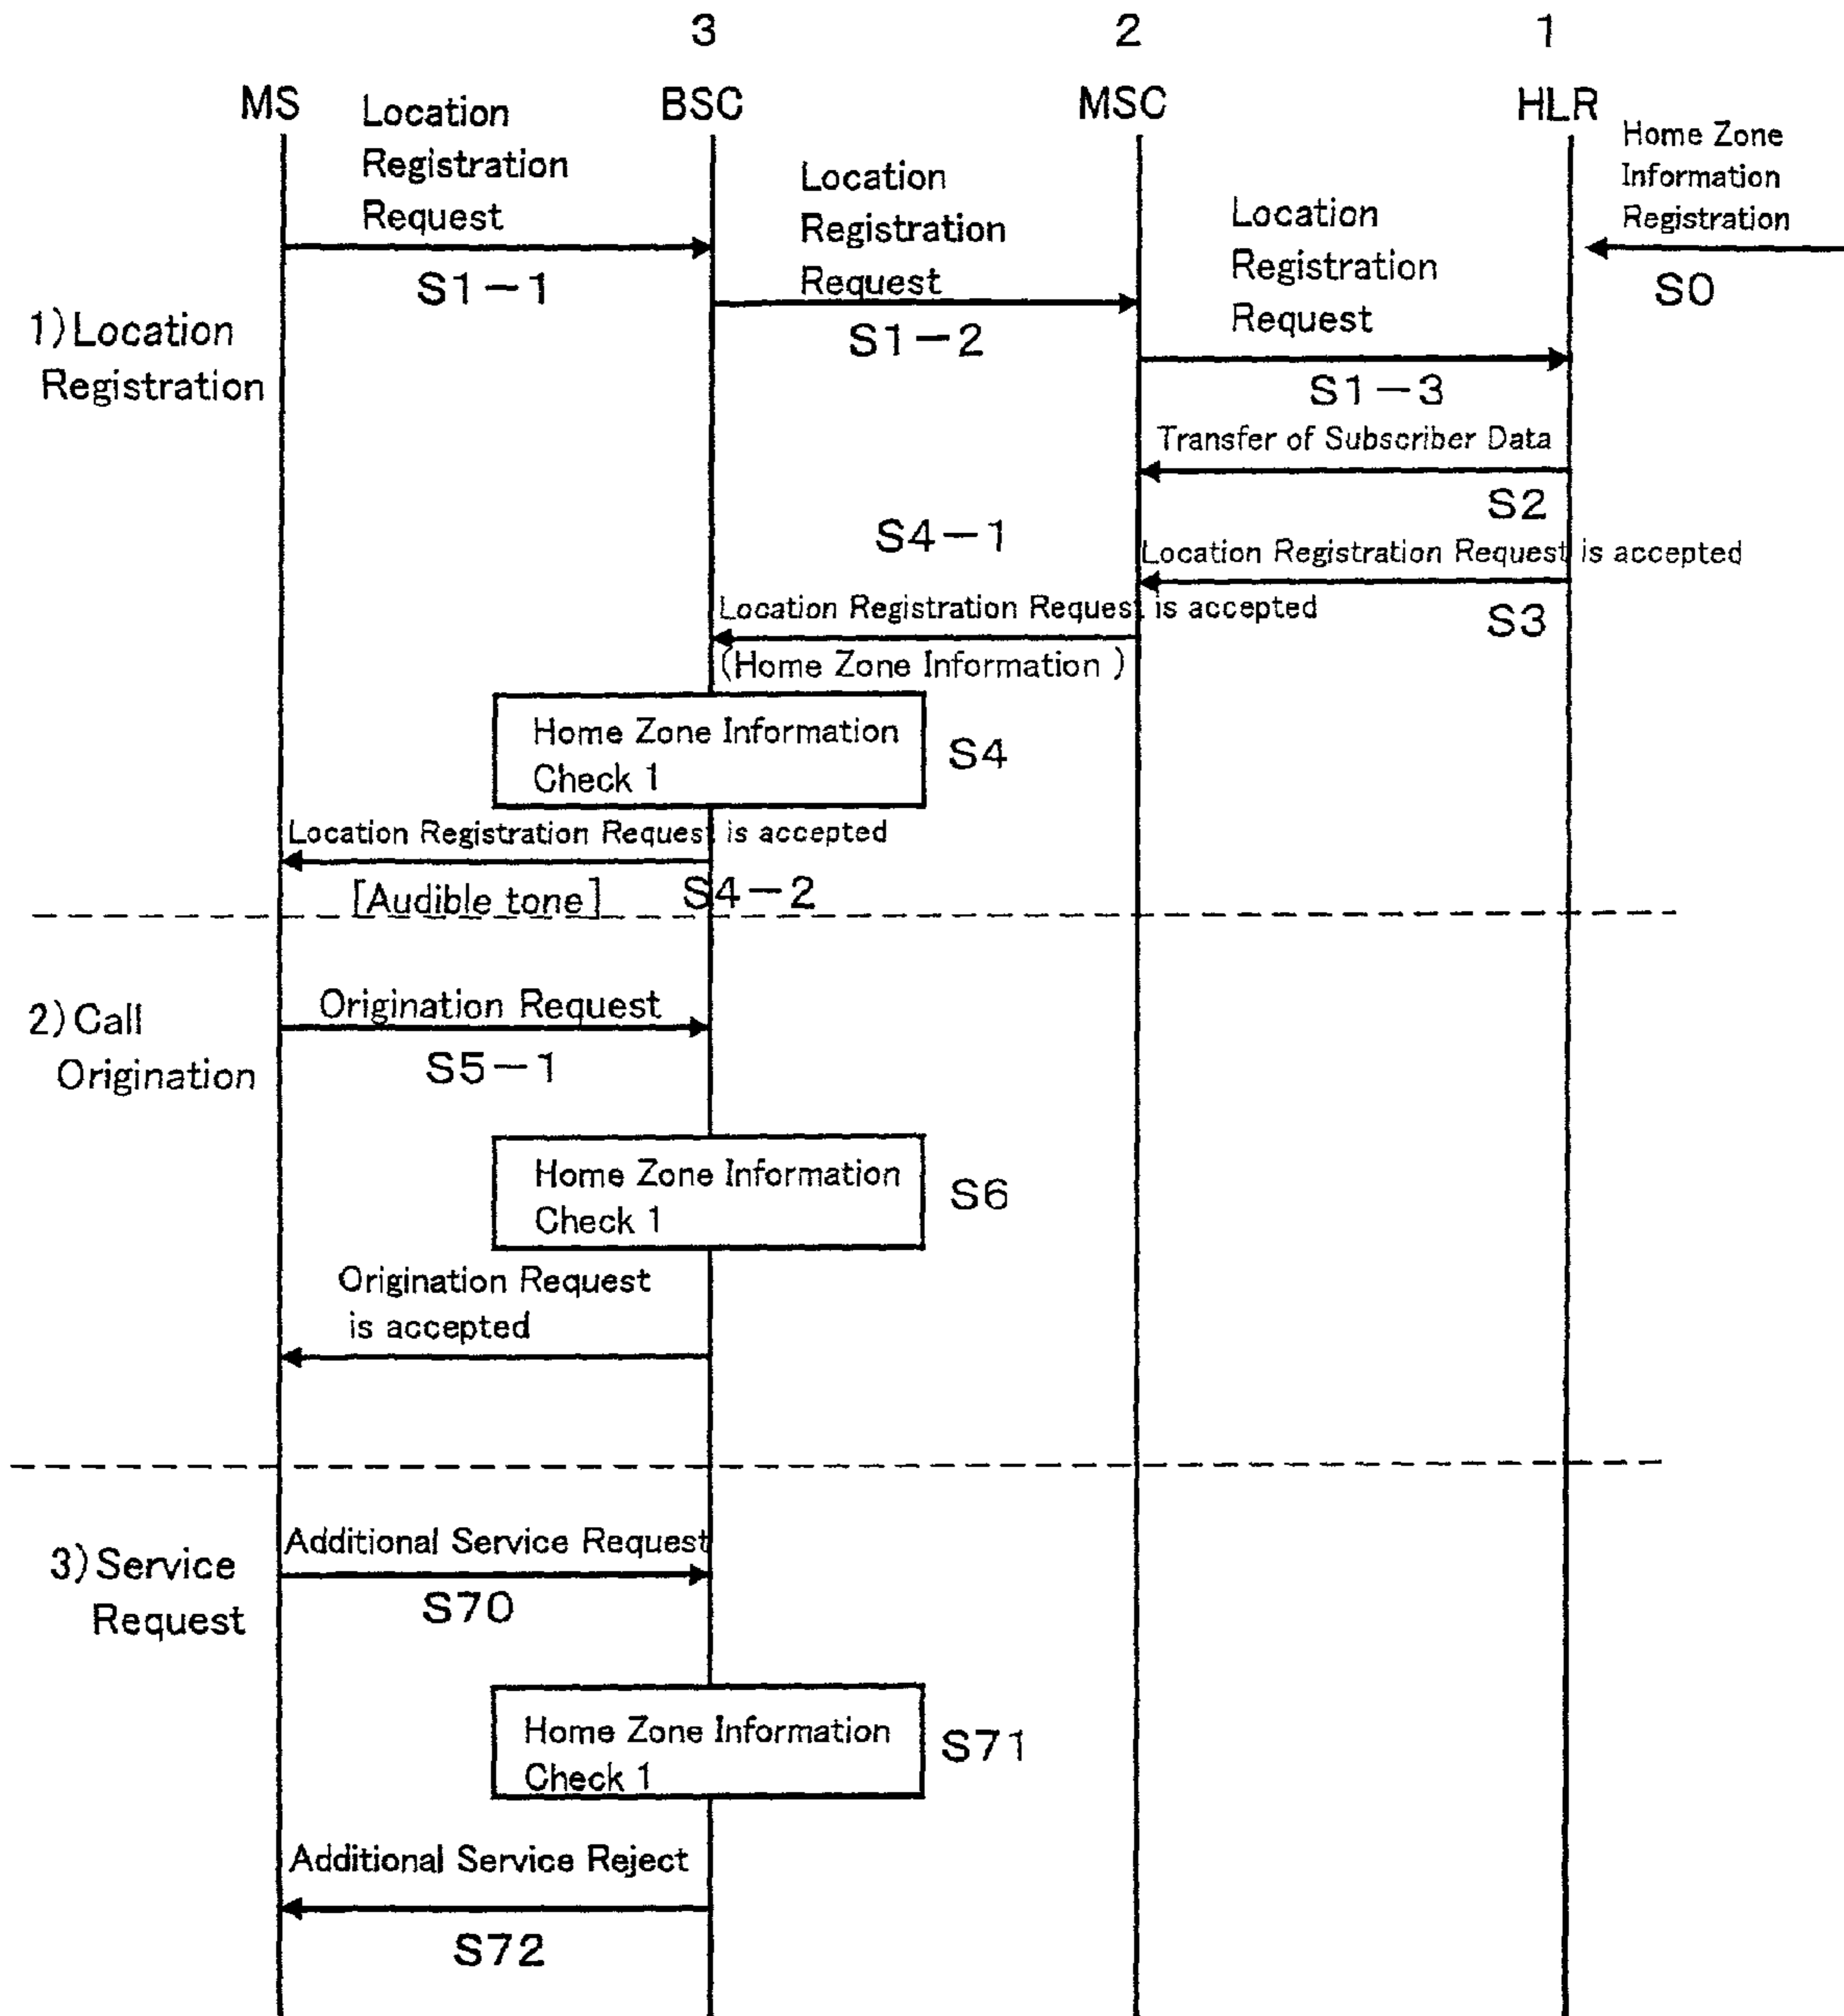 3
2
1
MS
BSC
MSC
HLR
Location
Registration
Request
S1-1
Location
Registration
Request
S1-2
Location
Registration
Request
S1-3
Home Zone
Information
Registration
S0
1)Location
Registration
Transfer of Subscriber Data
S2
Location Registration Request is accepted
S3
S4-1
Location Registration Request is accepted
(Home Zone Information )
Home Zone Information
Check 1
S4
Location Registration Request is accepted
[Audible tone]
S4-2
2)Call
Origination
Origination Request
S5-1
Home Zone Information
Check 1
S6
Origination Request
is accepted
3)Service
Request
Additional Service Request
S70
Home Zone Information
Check 1
S71
Additional Service Reject
S72